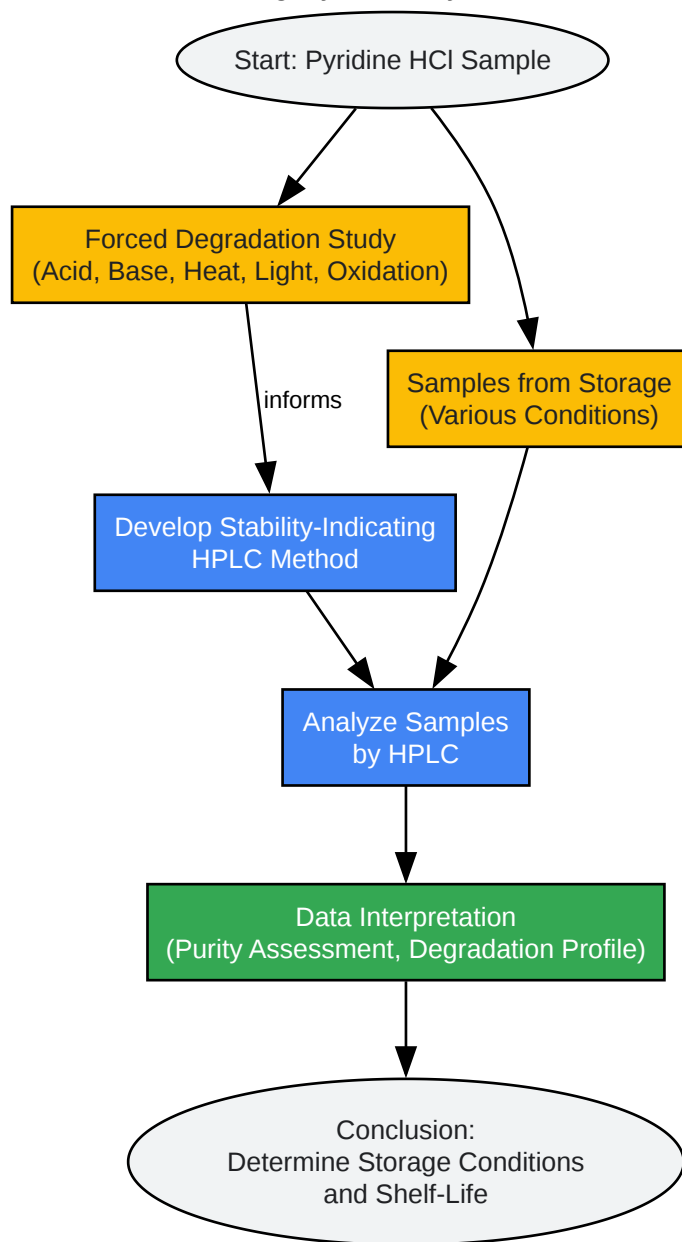 Start: Pyridine HCl Sample
Forced Degradation Study
(Acid, Base, Heat, Light, Oxidation)
Samples from Storage
(Various Conditions)
informs
Develop Stability-Indicating
HPLC Method
Analyze Samples
by HPLC
Data Interpretation
(Purity Assessment, Degradation Profile)
Conclusion:
Determine Storage Conditions
and Shelf-Life